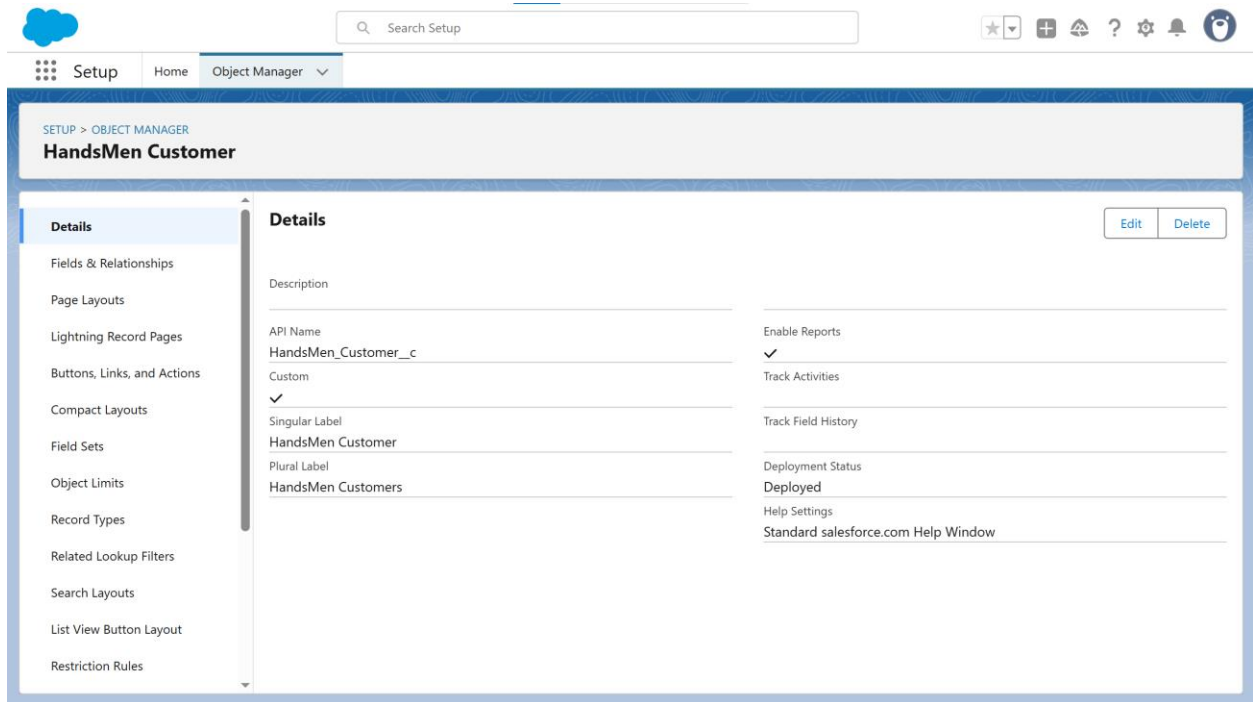 Search Setup
Setup
Home
Object Manager
SETUP > OBJECT MANAGER
HandsMen Customer
Details
Fields & Relationships
Page Layouts
Lightning Record Pages
Buttons, Links, and Actions
Compact Layouts
Field Sets
Object Limits
Record Types
Related Lookup Filters
Search Layouts
List View Button Layout
Restriction Rules
Details
Edit
Delete
Description
API Name
HandsMen_Customer__c
Custom
Singular Label
HandsMen Customer
Plural Label
HandsMen Customers
Enable Reports
Track Activities
Track Field History
Deployment Status
Deployed
Help Settings
Standard salesforce.com Help Window